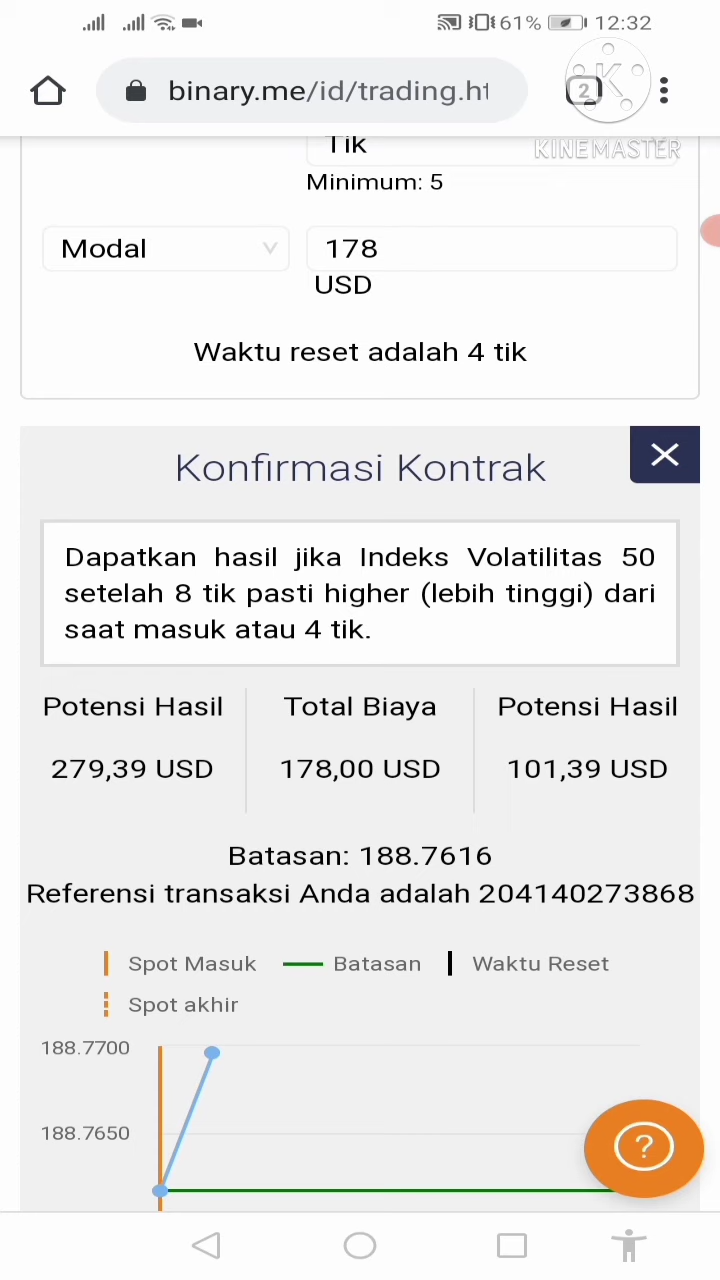 61% 12:32
binary.me/id/trading.ht
2
K
KINEMASTER
Tik
Minimum: 5
Modal 178
USD
Waktu reset adalah 4 tik
Konfirmasi Kontrak
Dapatkan hasil jika Indeks Volatilitas 50
setelah 8 tik pasti higher (lebih tinggi) dari
saat masuk atau 4 tik.
Potensi Hasil Total Biaya Potensi Hasil
279,39 USD 178,00 USD 101,39 USD
Batasan: 188.7616
Referensi transaksi Anda adalah 204140273868
Spot Masuk Batasan Waktu Reset
Spot akhir
188.7700
188.7650
?